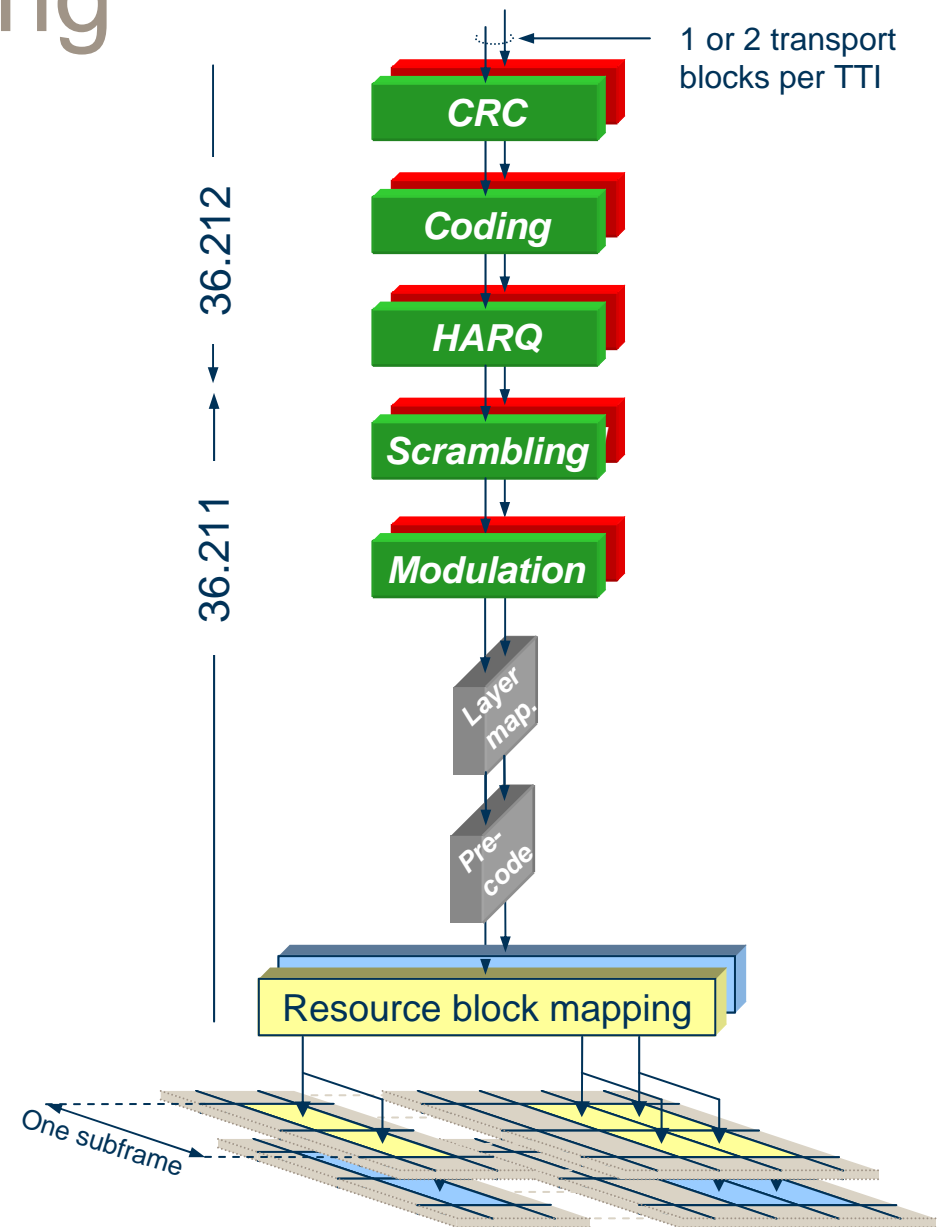 ng
1 or 2 transport
blocks per TTI
CRC
Coding
36.212
HARQ
Scrambling
36.211
Modulation
Layer
map.
Pre-
code
Resource block mapping
One subframe